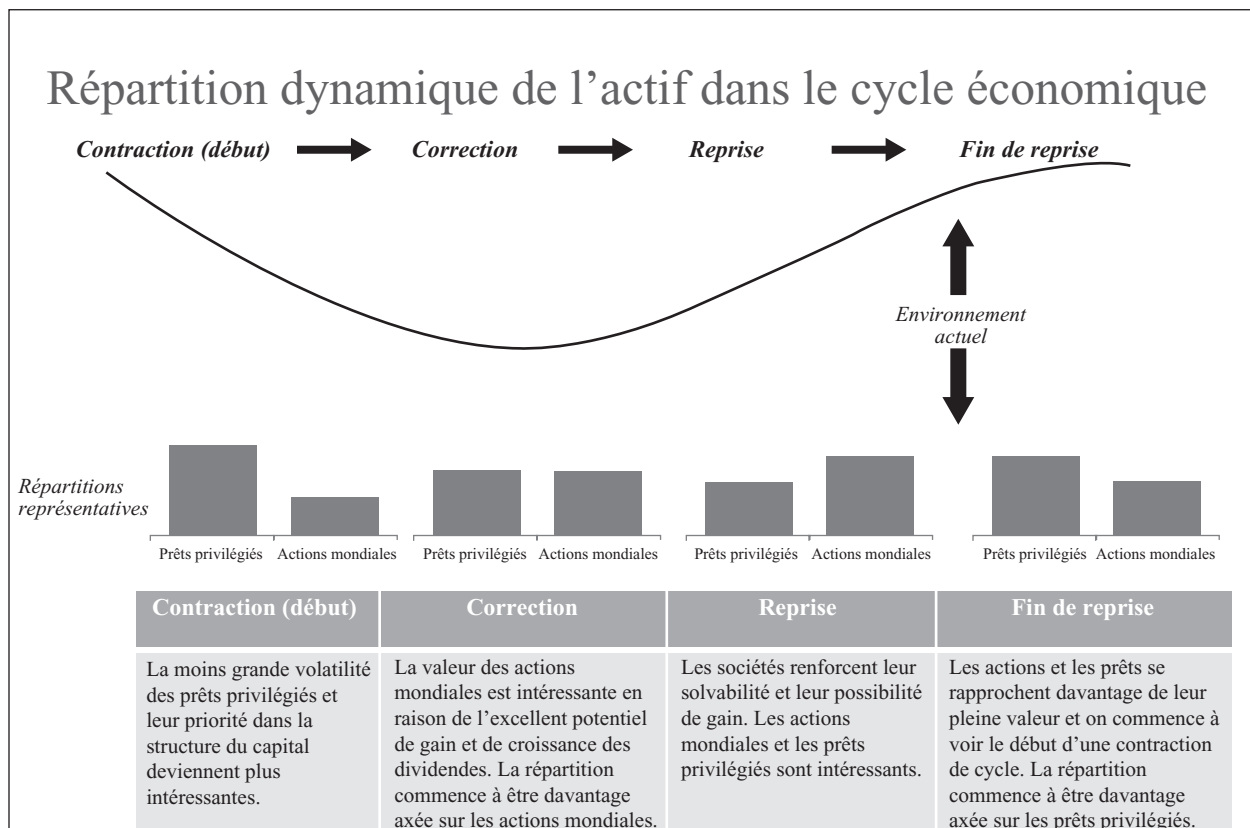 Répartition dynamique de l’actif dans le cycle économique
Contraction (début)
Correction
Reprise
Fin de reprise
Environnement
actuel
Répartitions
représentatives
Prêts privilégiés
Actions mondiales
Prêts privilégiés
Actions mondiales
Prêts privilégiés
Actions mondiales
Prêts privilégiés
Actions mondiales
Contraction (début)
Correction
Reprise
Fin de reprise
La moins grande volatilité
des prêts privilégiés et
leur priorité dans la
structure du capital
deviennent plus
intéressantes.
La valeur des actions
mondiales est intéressante en
raison de l’excellent potentiel
de gain et de croissance des
dividendes. La répartition
commence à être davantage
axée sur les actions mondiales.
Les sociétés renforcent leur
solvabilité et leur possibilité
de gain. Les actions
mondiales et les prêts
privilégiés sont intéressants.
Les actions et les prêts se
rapprochent davantage de leur
pleine valeur et on commence à
voir le début d’une contraction
de cycle. La répartition
commence à être davantage
axée sur les prêts privilégiés.